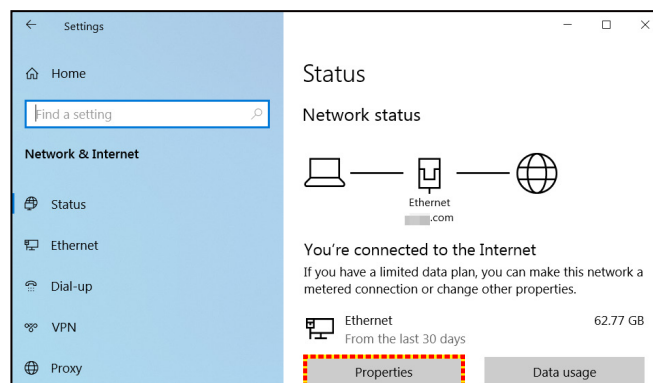 Settings
Home
Find a setting
Network & Internet
Status
Ethernet
Dial-up
VPN
Proxy
Status
Network status
Ethernet
.com
You're connected to the Internet
If you have a limited data plan, you can make this network a
metered connection or change other properties.
Ethernet 62.77 GB
From the last 30 days
Properties Data usage